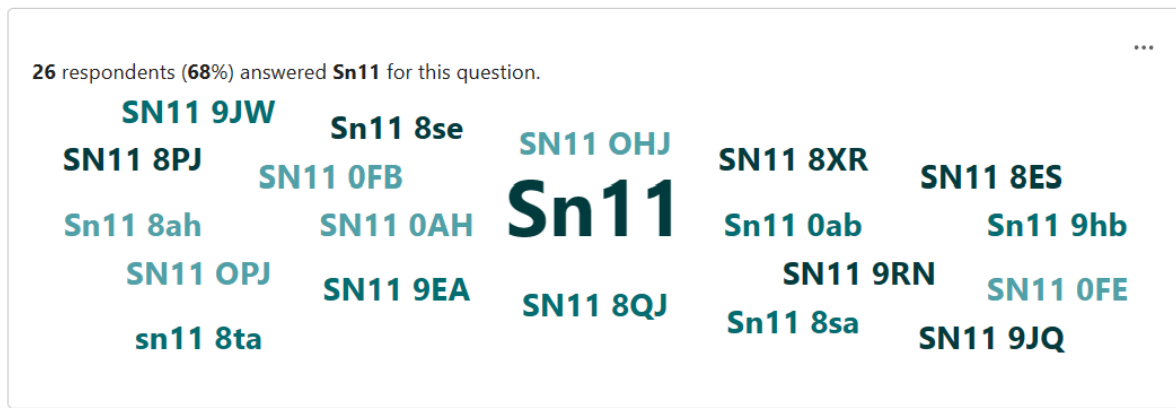 26 respondents (68%) answered Sn11 for this question.
SN11 9JW
Sn11 8se
SN11 OHJ
SN11 8PJ
SN11 0FB
SN11 8XR
SN11 8ES
Sn11
Sn11 8ah
SN11 0AH
Sn11 0ab
Sn11 9hb
SN11 OPJ
SN11 9EA
SN11 8QJ
SN11 9RN
SN11 0FE
sn11 8ta
Sn11 8sa
SN11 9JQ